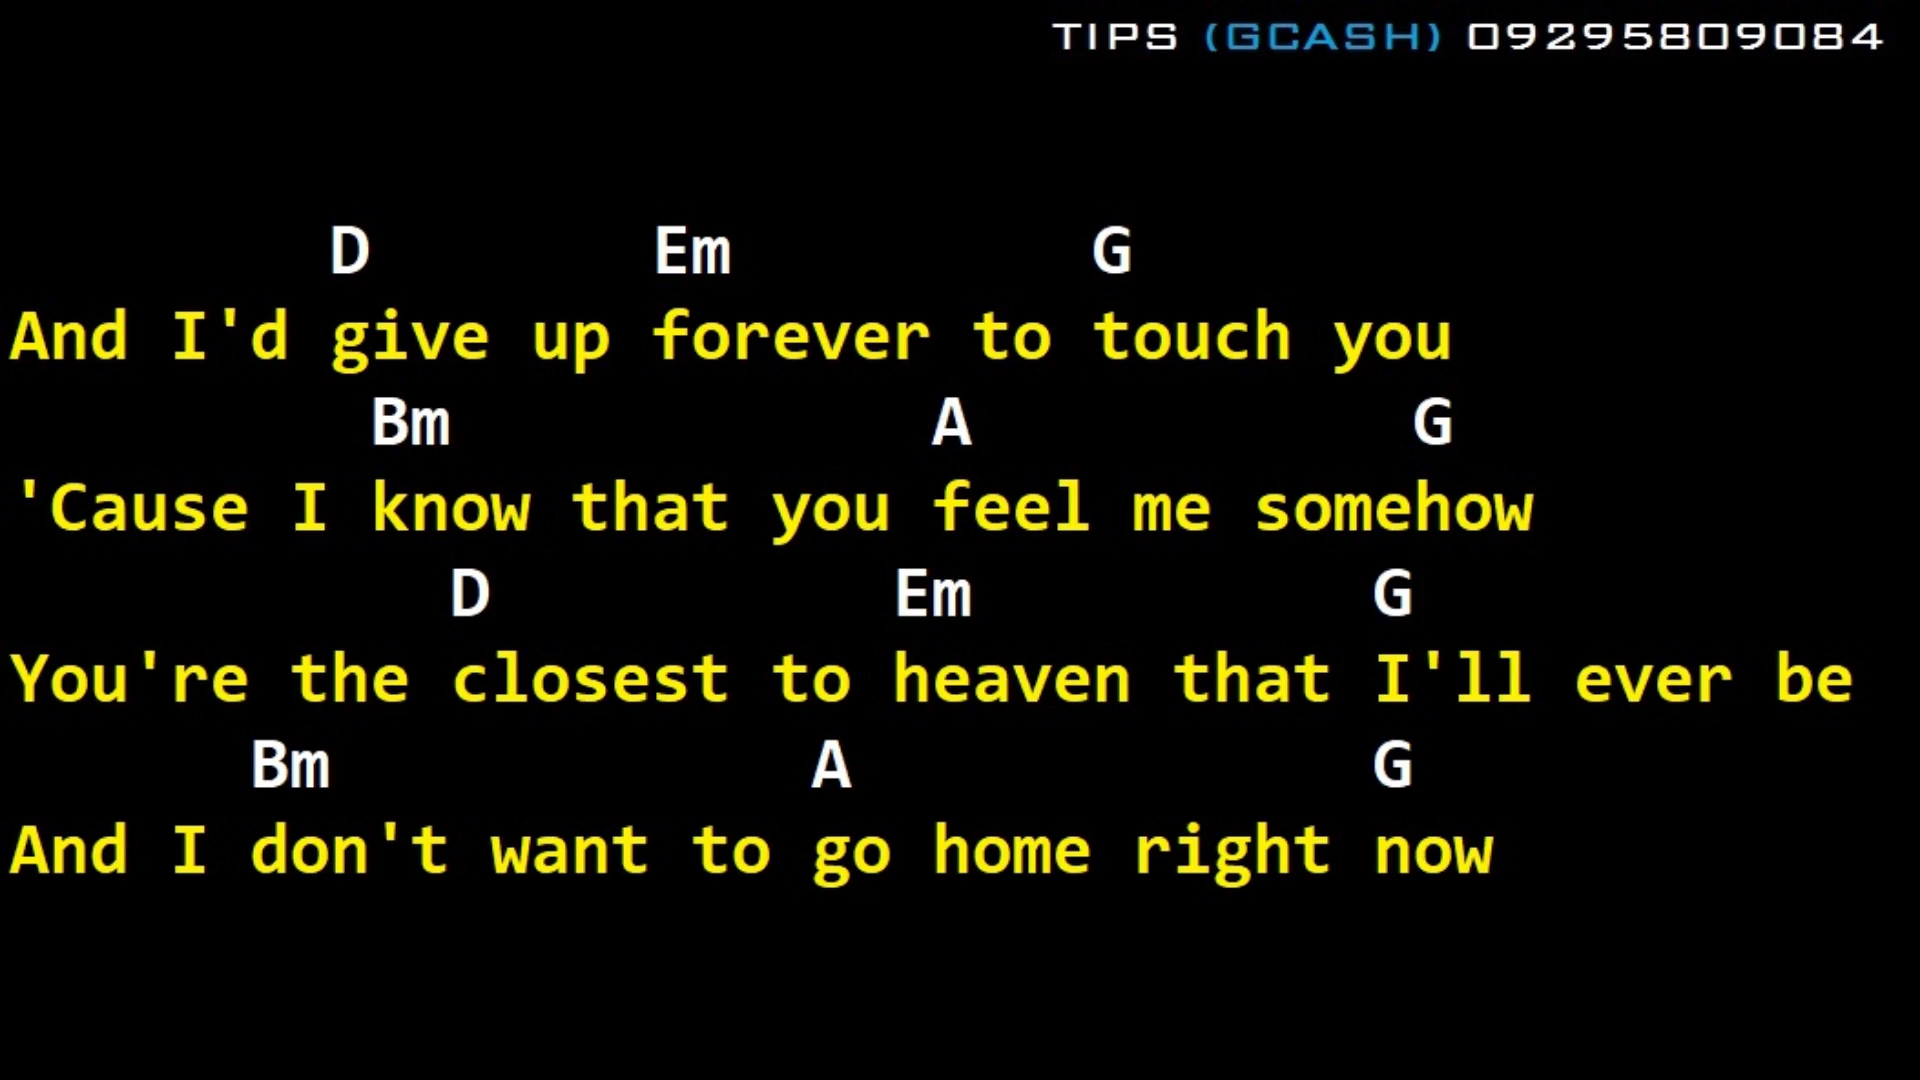 TIPS (GCASH) 09295809084
D Em G
And I'd give up forever to touch you
Bm A G
'Cause I know that you feel me somehow
D Em G
You're the closest to heaven that I'll ever be
Bm A G
And I don't want to go home right now